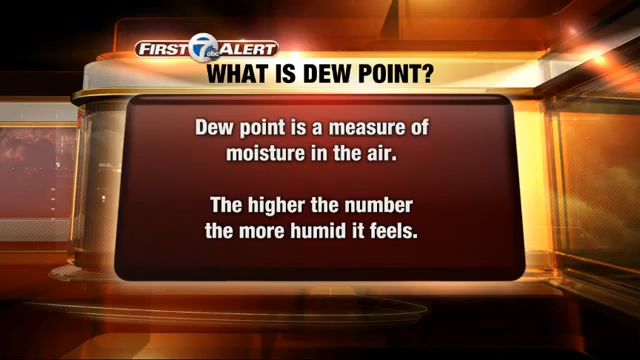 FIRST 7 abc ALERT
WHAT IS DEW POINT?
Dew point is a measure of
moisture in the air.
The higher the number
the more humid it feels.